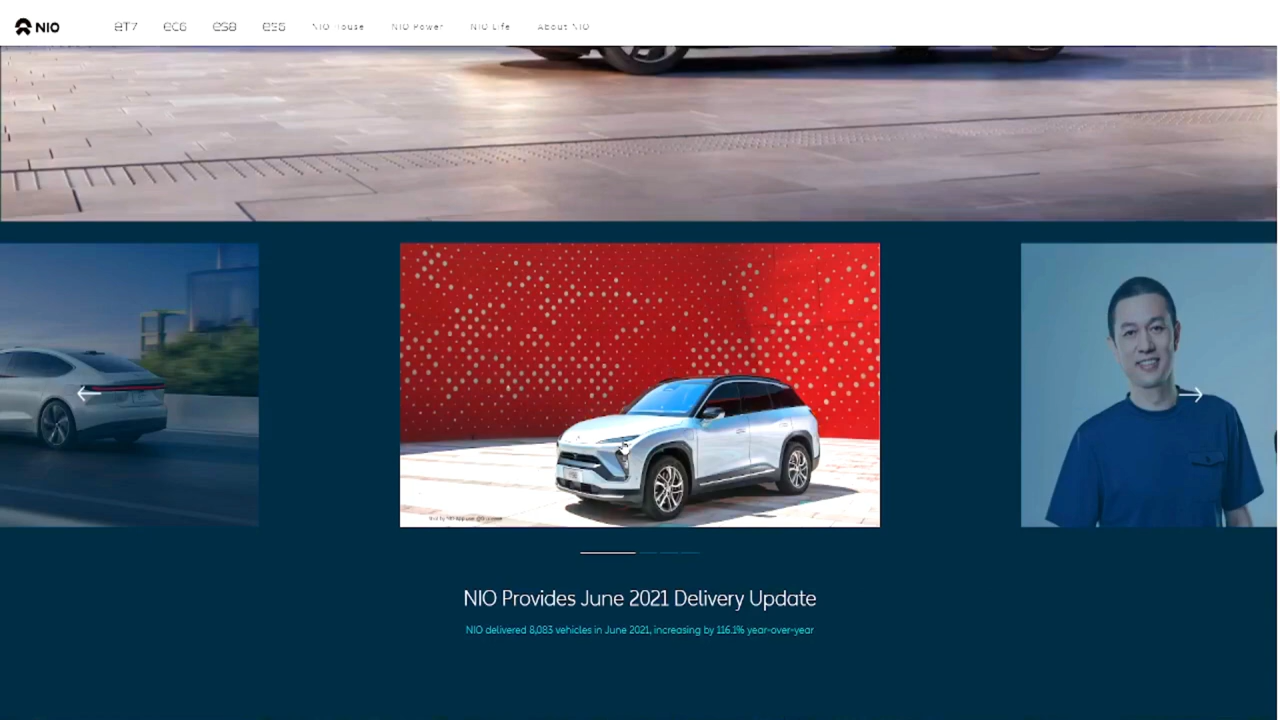 NIO ET7 EC6 ES8 ES6 NIO House NIO Power NIO Life About NIO
NIO Provides June 2021 Delivery Update
NIO delivered 8,083 vehicles in June 2021, increasing by 116.1% year-over-year